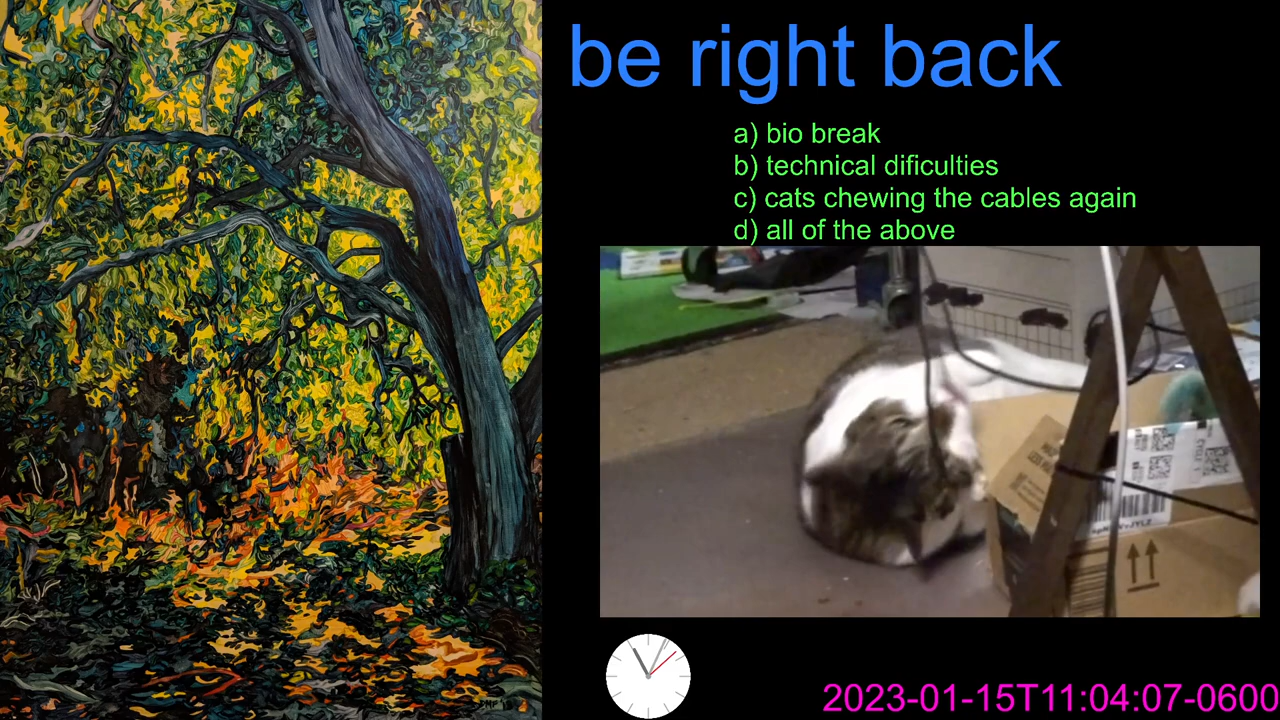 be right back
a) bio break
b) technical dificulties
c) cats chewing the cables again
d) all of the above
2023-01-15T11:04:07-0600